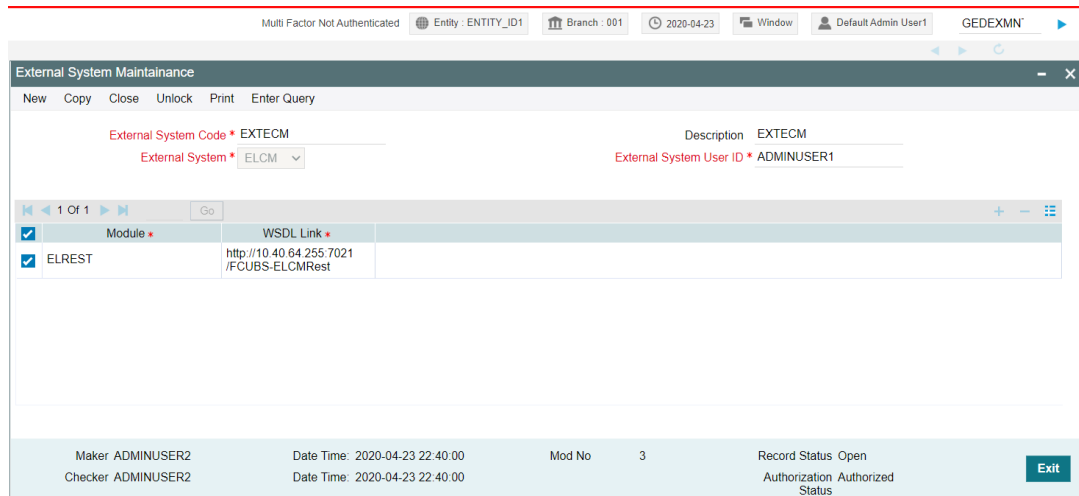 Multi Factor Not Authenticated Entity : ENTITY_ID1 Branch : 001 2020-04-23 Window Default Admin User1 GEDEXMN
External System Maintainance
New Copy Close Unlock Print Enter Query
External System Code * EXTECM Description EXTECM
External System * ELCM External System User ID * ADMINUSER1
1 Of 1 Go
Module * WSDL Link *
ELREST http://10.40.64.255:7021
/FCUBS-ELCMRest
Maker ADMINUSER2 Date Time: 2020-04-23 22:40:00 Mod No 3 Record Status Open
Exit
Checker ADMINUSER2 Date Time: 2020-04-23 22:40:00 Authorization Authorized
Status